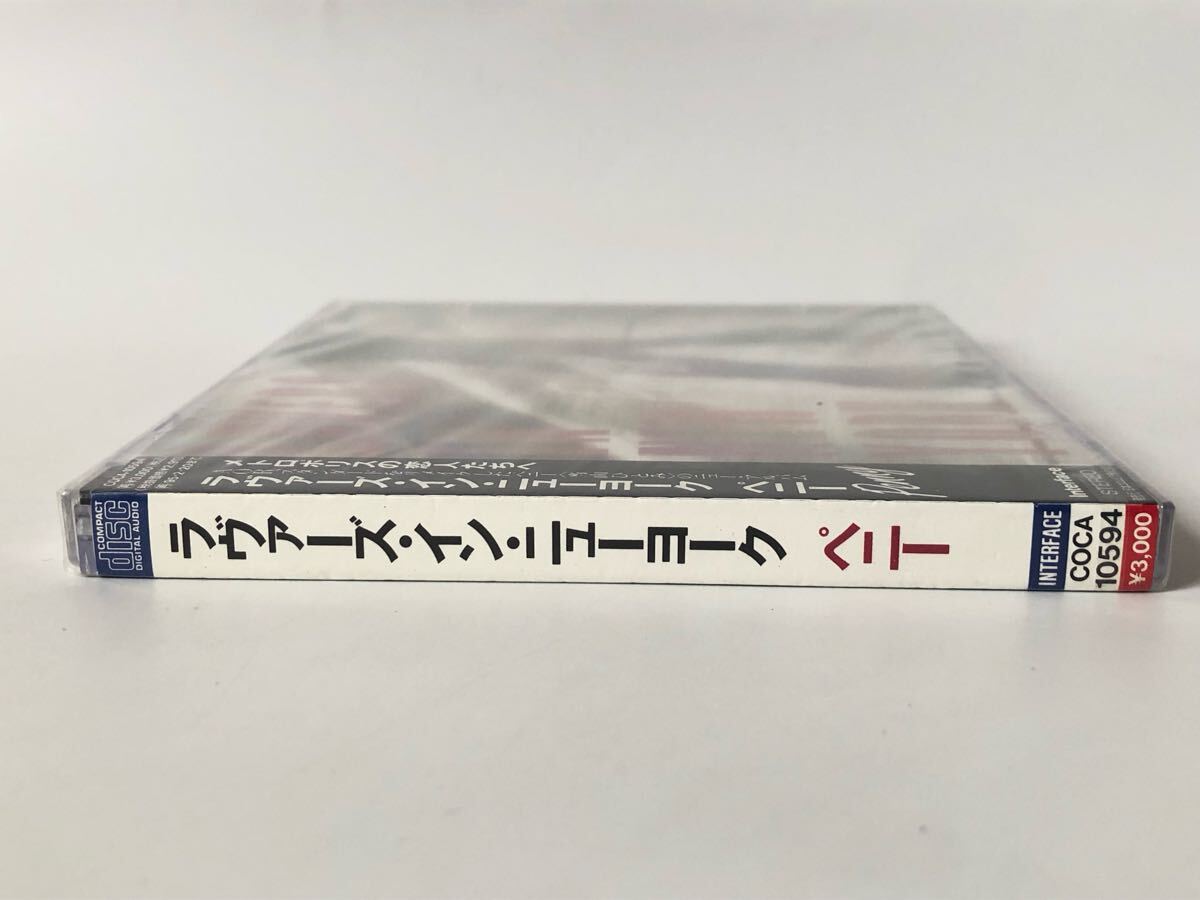 COMPACT
disc
DIGITAL AUDIO
ラヴァーズ・イン・ニューヨーク ペニー
INTERFACE
COCA
10594
¥3,000
メトロポリスの恋人たちへ
ラヴァーズ・イン・ニューヨーク ペニー
Penny
Interface